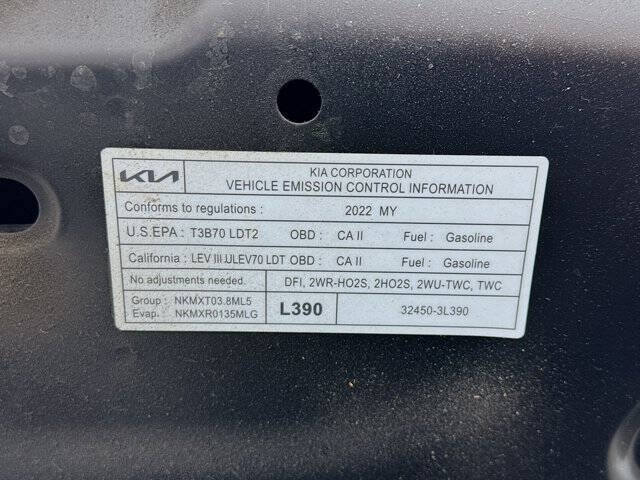 KIA
KIA CORPORATION
VEHICLE EMISSION CONTROL INFORMATION
Conforms to regulations : 2022 MY
U.S.EPA : T3B70 LDT2 OBD : CA II Fuel : Gasoline
California : LEV III ULEV70 LDT OBD : CA II Fuel : Gasoline
No adjustments needed. DFI, 2WR-HO2S, 2HO2S, 2WU-TWC, TWC
Group : NKMXT03.8ML5
Evap. NKMXR0135MLG
L390
32450-3L390